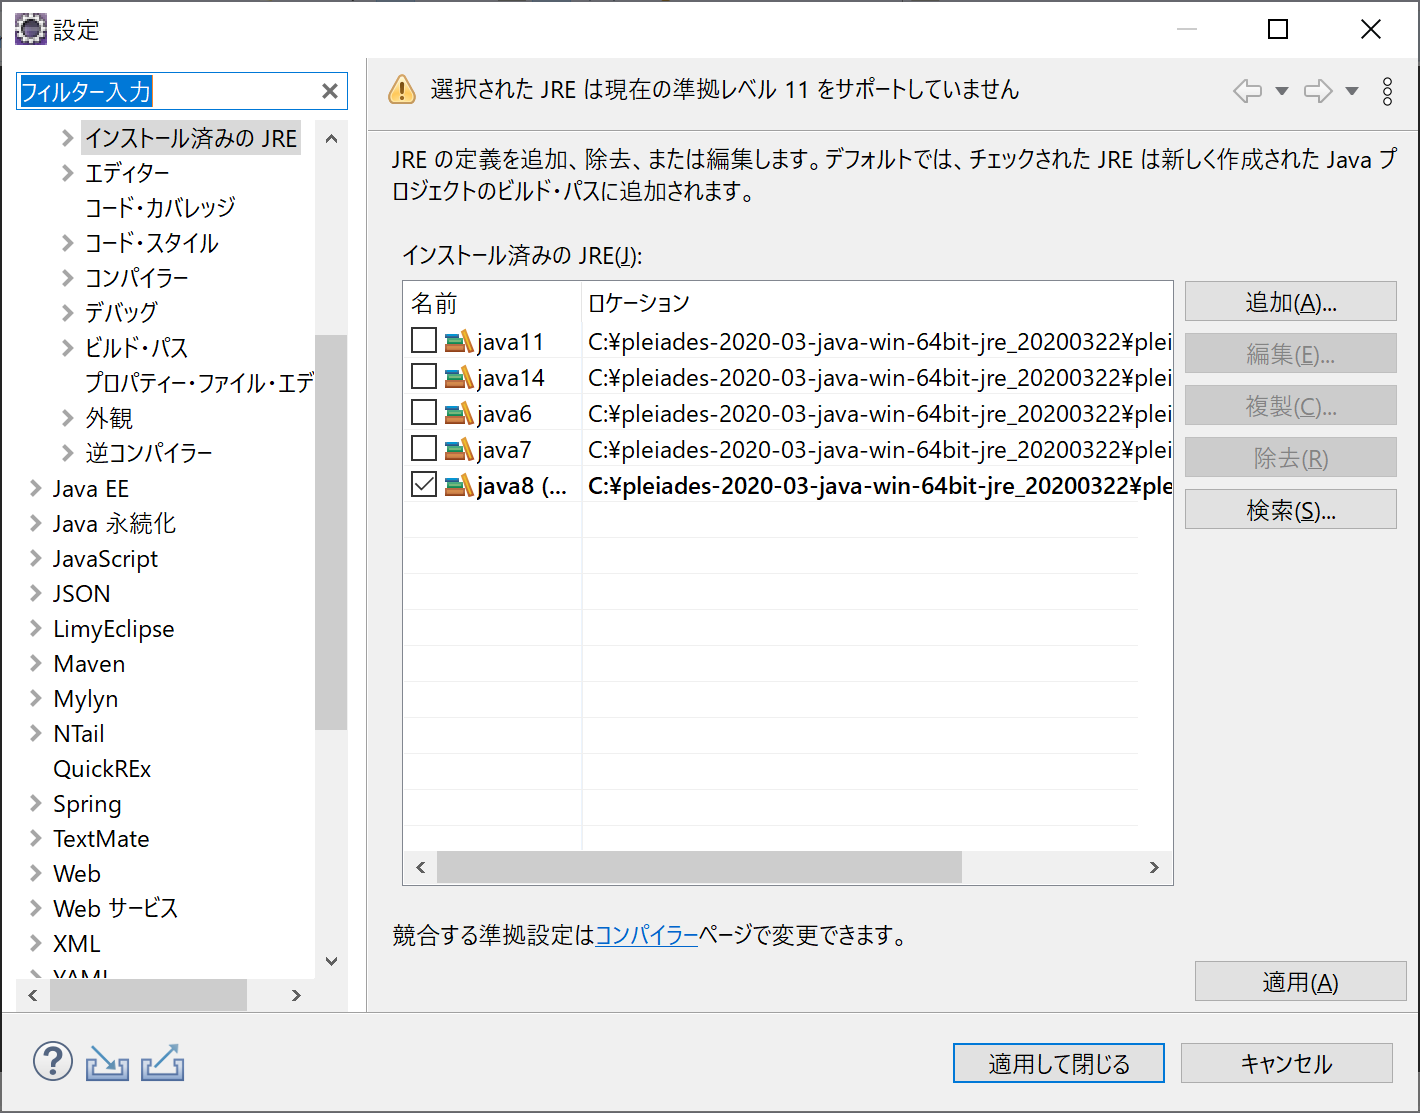 設定
フィルター入力
インストール済みの JRE
エディター
コード・カバレッジ
コード・スタイル
コンパイラー
デバッグ
ビルド・パス
プロパティー・ファイル・エデ
外観
逆コンパイラー
Java EE
Java 永続化
JavaScript
JSON
LimyEclipse
Maven
Mylyn
NTail
QuickREx
Spring
TextMate
Web
Web サービス
XML
YAML
選択された JRE は現在の準拠レベル 11 をサポートしていません
JRE の定義を追加、除去、または編集します。デフォルトでは、チェックされた JRE は新しく作成された Java プ
ロジェクトのビルド・パスに追加されます。
インストール済みの JRE(J):
名前 ロケーション
java11 C:¥pleiades-2020-03-java-win-64bit-jre_20200322¥plei
java14 C:¥pleiades-2020-03-java-win-64bit-jre_20200322¥plei
java6 C:¥pleiades-2020-03-java-win-64bit-jre_20200322¥plei
java7 C:¥pleiades-2020-03-java-win-64bit-jre_20200322¥plei
java8 (... C:¥pleiades-2020-03-java-win-64bit-jre_20200322¥ple
追加(A)...
編集(E)...
複製(C)...
除去(R)
検索(S)...
競合する準拠設定はコンパイラーページで変更できます。
適用(A)
適用して閉じる
キャンセル